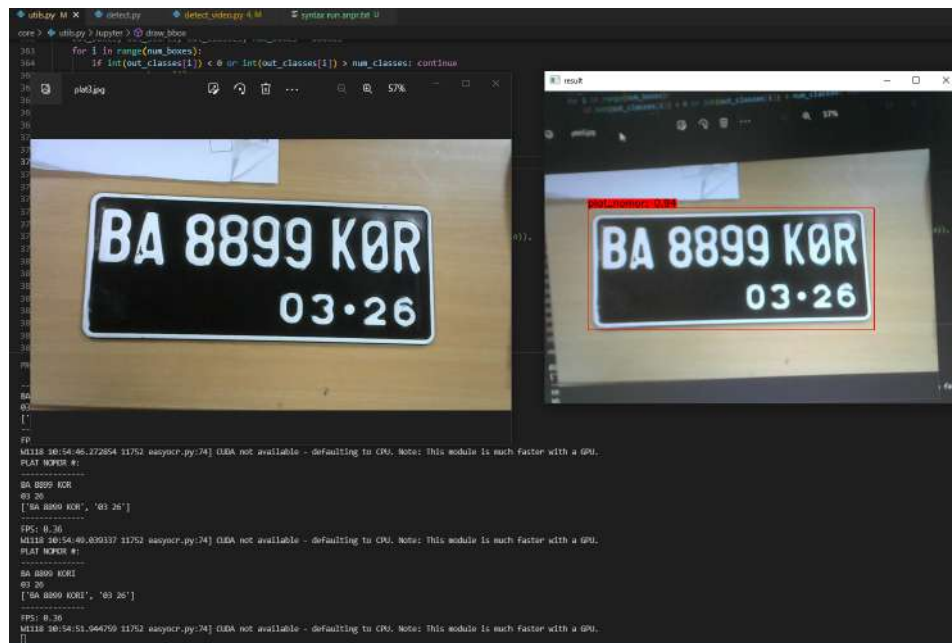 utils.py M
detect.py
detect_video.py 4, M
syntax run anpr.txt U
core > utils.py > Jupyter > draw_bbox
363 for i in range(num_boxes):
364 if int(out_classes[i]) < 0 or int(out_classes[i]) > num_classes: continue
plat3.jpg
57%
BA 8899 KØR
03•26
result
57%
plat_nomor: 0.94
BA 8899 KØR
03•26
W1118 10:54:46.272854 11752 easyocr.py:74] CUDA not available - defaulting to CPU. Note: This module is much faster with a GPU.
PLAT NOMOR #:
--------------
BA 8899 KOR
03 26
['BA 8899 KOR', '03 26']
--------------
FPS: 0.36
W1118 10:54:49.039337 11752 easyocr.py:74] CUDA not available - defaulting to CPU. Note: This module is much faster with a GPU.
PLAT NOMOR #:
--------------
BA 8899 KORI
03 26
['BA 8899 KORI', '03 26']
--------------
FPS: 0.36
W1118 10:54:51.944759 11752 easyocr.py:74] CUDA not available - defaulting to CPU. Note: This module is much faster with a GPU.